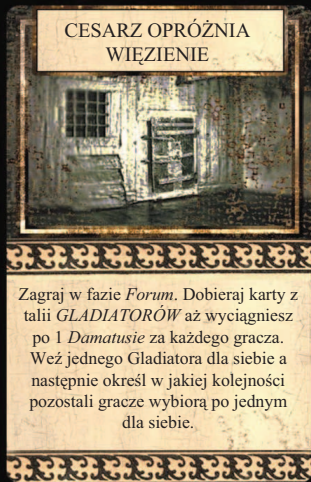 CESARZ OPRÓŻNIA
WIĘZIENIE
Zagraj w fazie Forum. Dobieraj karty z
talii GLADIATORÓW aż wyciągniesz
po 1 Damatusie za każdego gracza.
Weź jednego Gladiatora dla siebie a
następnie określ w jakiej kolejności
pozostali gracze wybiorą po jednym
dla siebie.